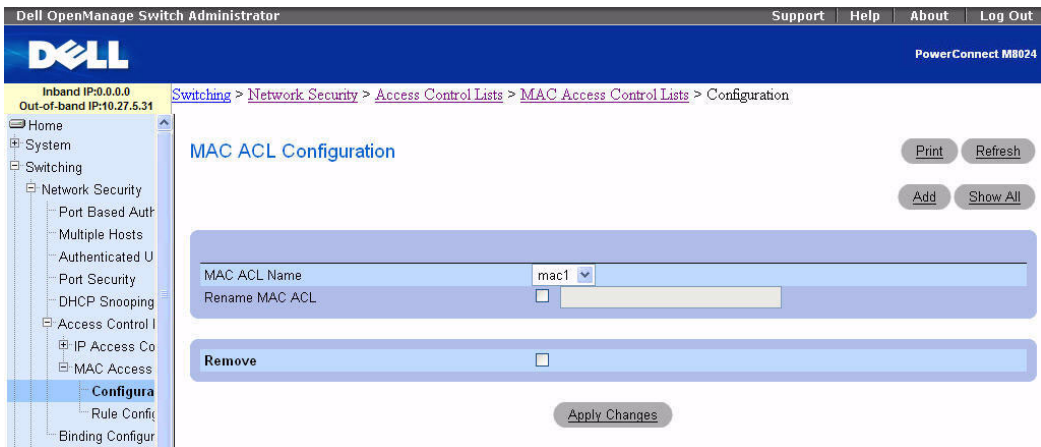 Dell OpenManage Switch Administrator
Support Help About Log Out
DELL
PowerConnect M8024
Inband IP:0.0.0.0
Out-of-band IP:10.27.5.31
Switching > Network Security > Access Control Lists > MAC Access Control Lists > Configuration
Home
System
Switching
Network Security
Port Based Auth
Multiple Hosts
Authenticated U
Port Security
DHCP Snooping
Access Control l
IP Access Co
MAC Access
Configura
Rule Config
Binding Configur
MAC ACL Configuration
Print Refresh
Add Show All
MAC ACL Name mac1
Rename MAC ACL
Remove
Apply Changes